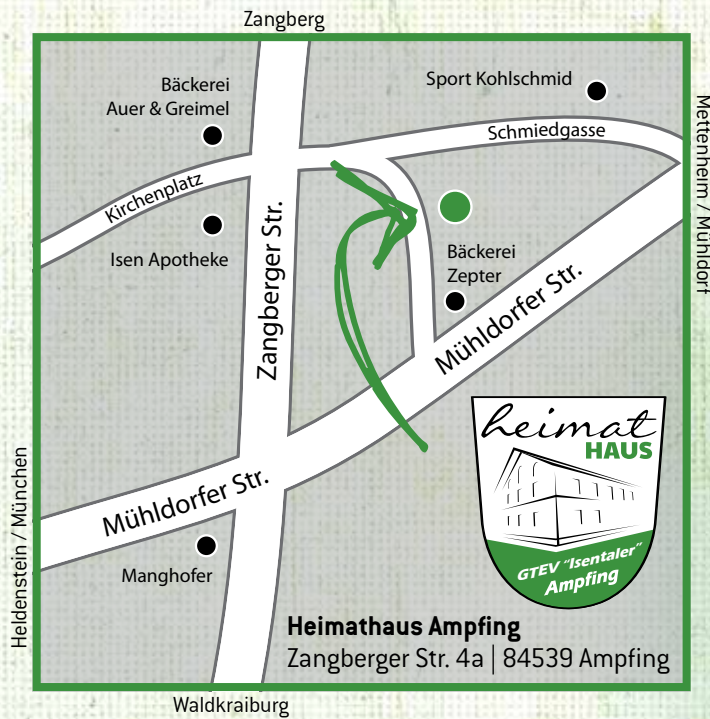 Zangberg
Bäckerei
Auer & Greimel
Sport Kohlschmid
Schmiedgasse
Mettenheim / Mühldorf
Kirchenplatz
Isen Apotheke
Zangberger Str.
Bäckerei
Zepter
Mühldorfer Str.
heimat
HAUS
GTEV "Isentaler"
Ampfing
Mühldorfer Str.
Heldenstein / München
Manghofer
Heimathaus Ampfing
Zangberger Str. 4a | 84539 Ampfing
Waldkraiburg